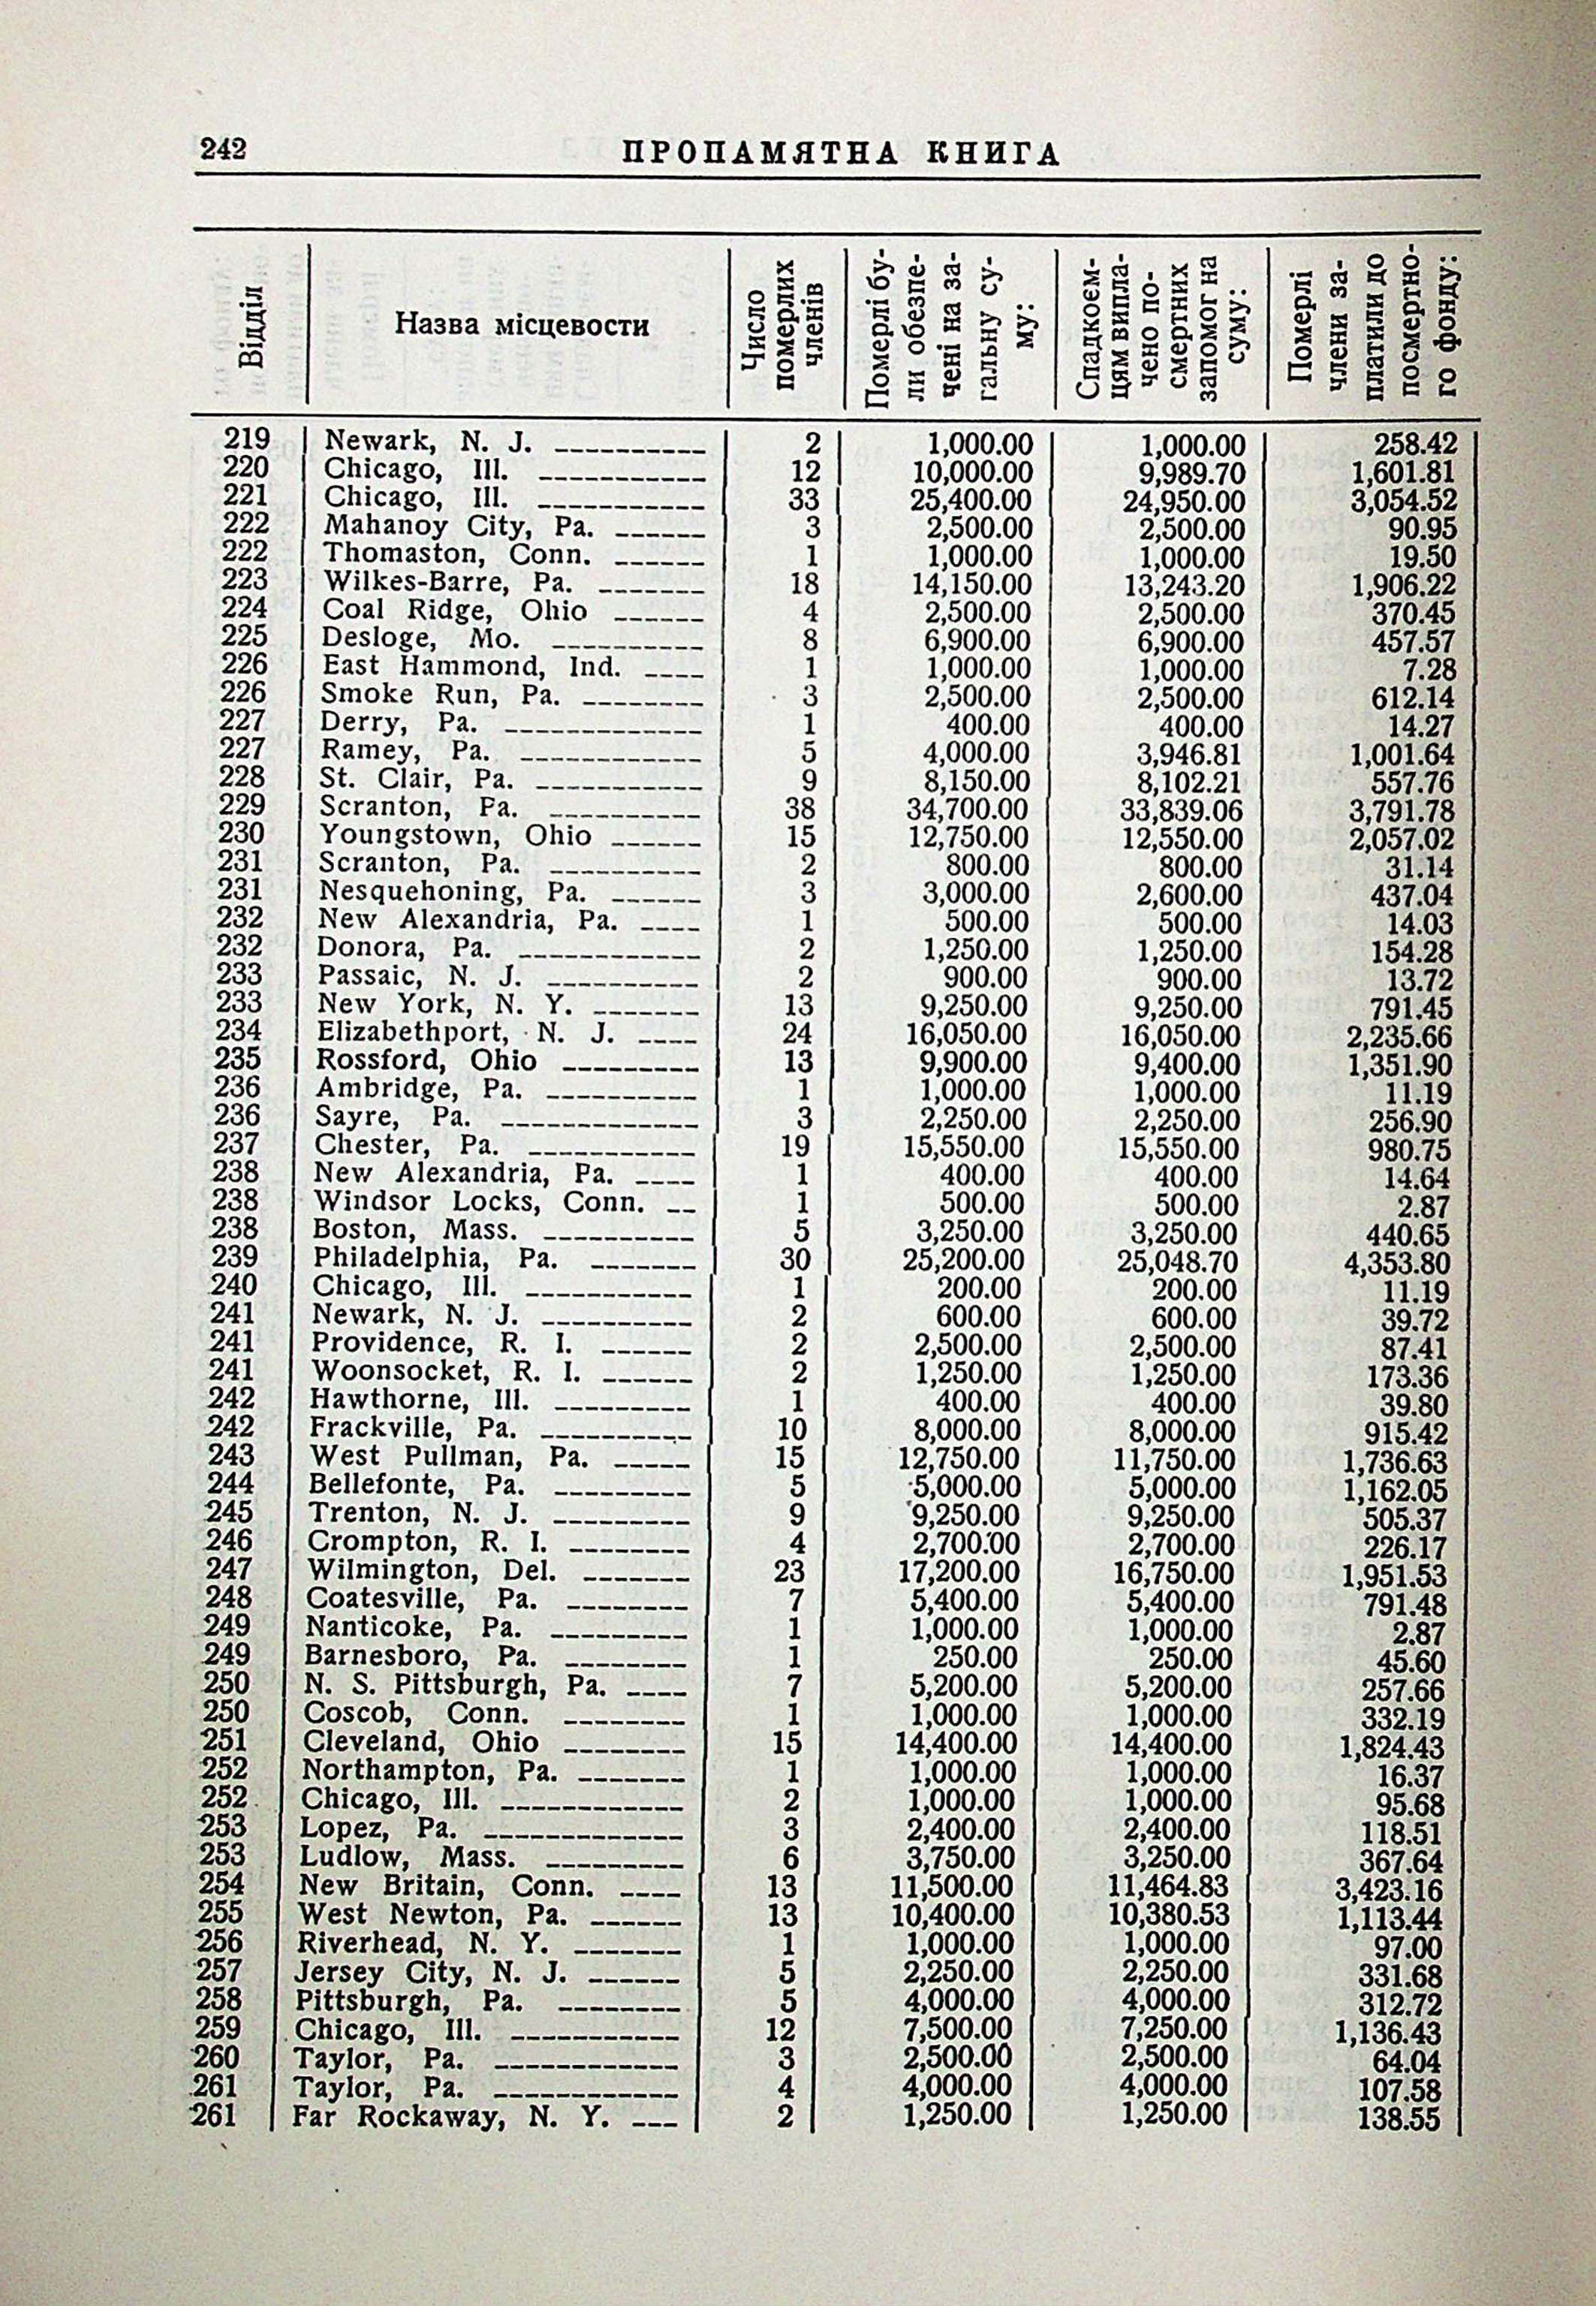 242 ПРОПАМЯТНА КНИГА
Відділ
Назва місцевости
Число
померлих
членів
Померлі бу-
ли обезпе-
чені на за-
гальну су-
му:
Спадкоєм-
цям випла-
чено по-
смертних
запомог на
суму:
Померлі
члени за-
платили до
посмертно-
го фонду:
219 Newark, N. J. 2 1,000.00 1,000.00 258.42
220 Chicago, Ill. 12 10,000.00 9,989.70 1,601.81
221 Chicago, Ill. 33 25,400.00 24,950.00 3,054.52
222 Mahanoy City, Pa. 3 2,500.00 2,500.00 90.95
222 Thomaston, Conn. 1 1,000.00 1,000.00 19.50
223 Wilkes-Barre, Pa. 18 14,150.00 13,243.20 1,906.22
224 Coal Ridge, Ohio 4 2,500.00 2,500.00 370.45
225 Desloge, Mo. 8 6,900.00 6,900.00 457.57
226 East Hammond, Ind. 1 1,000.00 1,000.00 7.28
226 Smoke Run, Pa. 3 2,500.00 2,500.00 612.14
227 Derry, Pa. 1 400.00 400.00 14.27
227 Ramey, Pa. 5 4,000.00 3,946.81 1,001.64
228 St. Clair, Pa. 9 8,150.00 8,102.21 557.76
229 Scranton, Pa. 38 34,700.00 33,839.06 3,791.78
230 Youngstown, Ohio 15 12,750.00 12,550.00 2,057.02
231 Scranton, Pa. 2 800.00 800.00 31.14
231 Nesquehoning, Pa. 3 3,000.00 2,600.00 437.04
232 New Alexandria, Pa. 1 500.00 500.00 14.03
232 Donora, Pa. 2 1,250.00 1,250.00 154.28
233 Passaic, N. J. 2 900.00 900.00 13.72
233 New York, N. Y. 13 9,250.00 9,250.00 791.45
234 Elizabethport, N. J. 24 16,050.00 16,050.00 2,235.66
235 Rossford, Ohio 13 9,900.00 9,400.00 1,351.90
236 Ambridge, Pa. 1 1,000.00 1,000.00 11.19
236 Sayre, Pa. 3 2,250.00 2,250.00 256.90
237 Chester, Pa. 19 15,550.00 15,550.00 980.75
238 New Alexandria, Pa. 1 400.00 400.00 14.64
238 Windsor Locks, Conn. 1 500.00 500.00 2.87
238 Boston, Mass. 5 3,250.00 3,250.00 440.65
239 Philadelphia, Pa. 30 25,200.00 25,048.70 4,353.80
240 Chicago, Ill. 1 200.00 200.00 11.19
241 Newark, N. J. 2 600.00 600.00 39.72
241 Providence, R. I. 2 2,500.00 2,500.00 87.41
241 Woonsocket, R. I. 2 1,250.00 1,250.00 173.36
242 Hawthorne, Ill. 1 400.00 400.00 39.80
242 Frackville, Pa. 10 8,000.00 8,000.00 915.42
243 West Pullman, Pa. 15 12,750.00 11,750.00 1,736.63
244 Bellefonte, Pa. 5 5,000.00 5,000.00 1,162.05
245 Trenton, N. J. 9 9,250.00 9,250.00 505.37
246 Crompton, R. I. 4 2,700.00 2,700.00 226.17
247 Wilmington, Del. 23 17,200.00 16,750.00 1,951.53
248 Coatesville, Pa. 7 5,400.00 5,400.00 791.48
249 Nanticoke, Pa. 1 1,000.00 1,000.00 2.87
249 Barnesboro, Pa. 1 250.00 250.00 45.60
250 N. S. Pittsburgh, Pa. 7 5,200.00 5,200.00 257.66
250 Coscob, Conn. 1 1,000.00 1,000.00 332.19
251 Cleveland, Ohio 15 14,400.00 14,400.00 1,824.43
252 Northampton, Pa. 1 1,000.00 1,000.00 16.37
252 Chicago, Ill. 2 1,000.00 1,000.00 95.68
253 Lopez, Pa. 3 2,400.00 2,400.00 118.51
253 Ludlow, Mass. 6 3,750.00 3,250.00 367.64
254 New Britain, Conn. 13 11,500.00 11,464.83 3,423.16
255 West Newton, Pa. 13 10,400.00 10,380.53 1,113.44
256 Riverhead, N. Y. 1 1,000.00 1,000.00 97.00
257 Jersey City, N. J. 5 2,250.00 2,250.00 331.68
258 Pittsburgh, Pa. 5 4,000.00 4,000.00 312.72
259 Chicago, Ill. 12 7,500.00 7,250.00 1,136.43
260 Taylor, Pa. 3 2,500.00 2,500.00 64.04
261 Taylor, Pa. 4 4,000.00 4,000.00 107.58
261 Far Rockaway, N. Y. 2 1,250.00 1,250.00 138.55